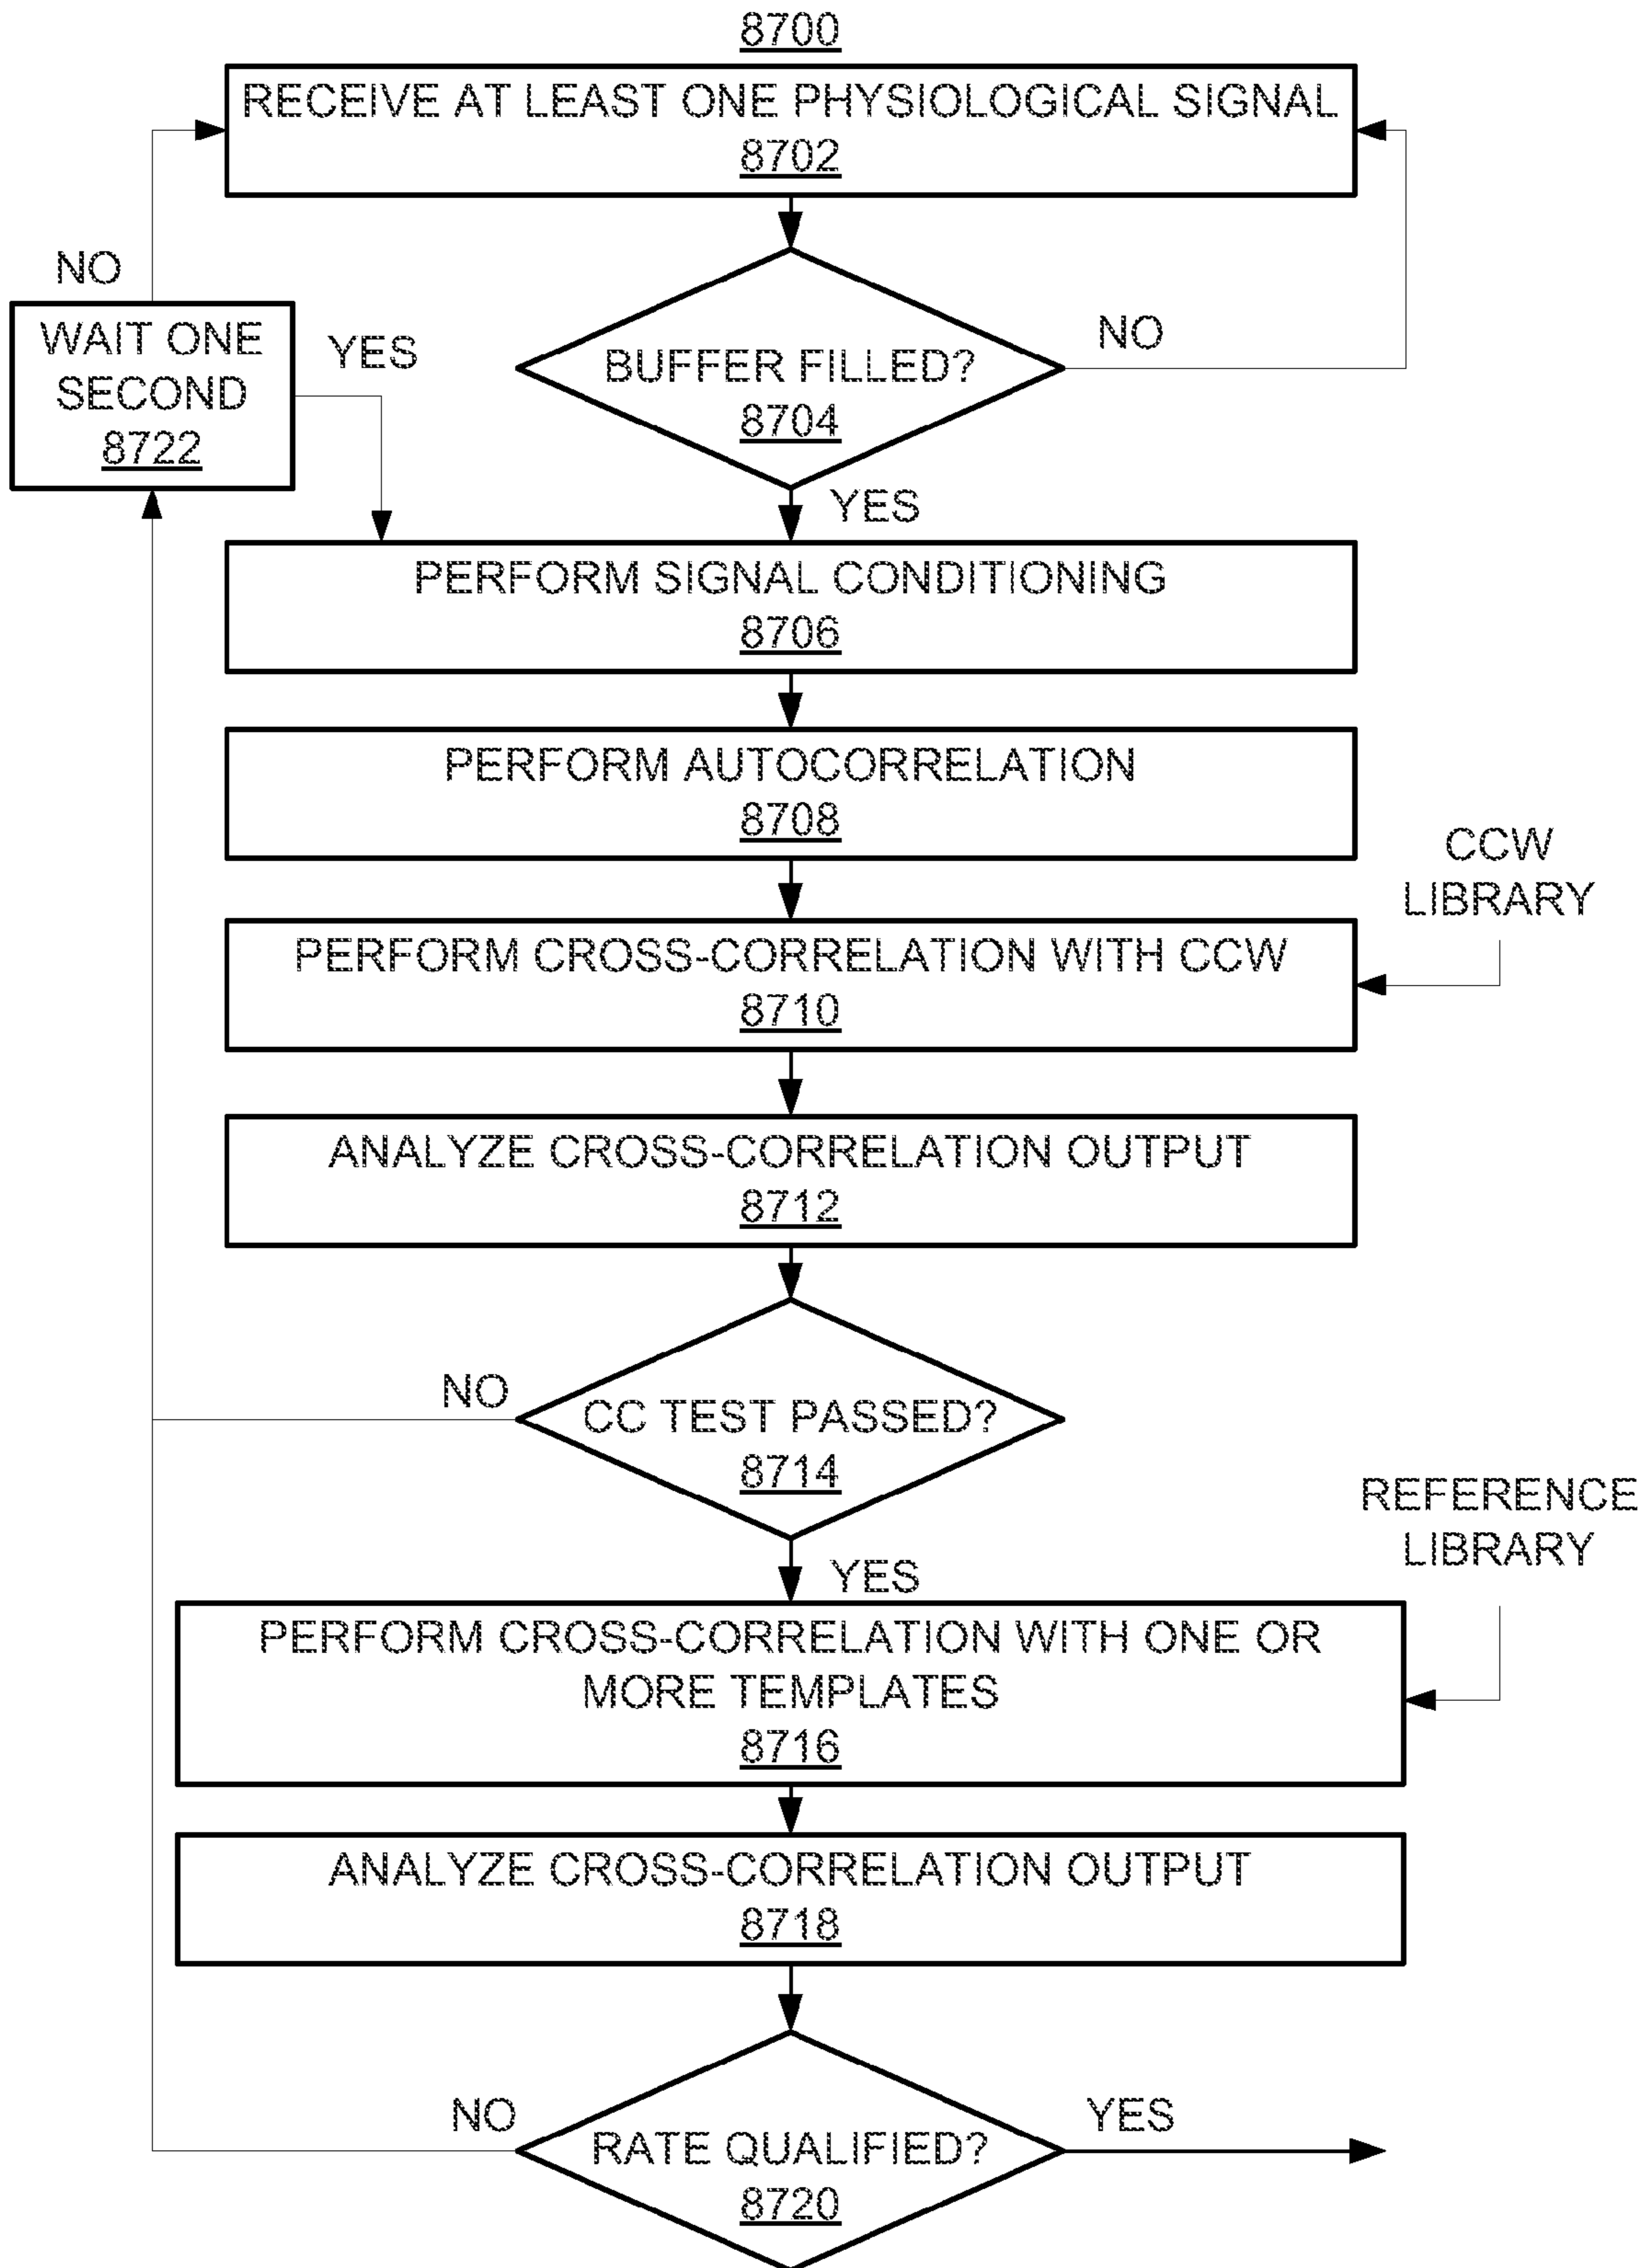 8700
RECEIVE AT LEAST ONE PHYSIOLOGICAL SIGNAL
8702
NO
WAIT ONE
SECOND
8722
YES
BUFFER FILLED?
8704
NO
YES
PERFORM SIGNAL CONDITIONING
8706
PERFORM AUTOCORRELATION
8708
CCW
LIBRARY
PERFORM CROSS-CORRELATION WITH CCW
8710
ANALYZE CROSS-CORRELATION OUTPUT
8712
NO
CC TEST PASSED?
8714
REFERENCE
LIBRARY
YES
PERFORM CROSS-CORRELATION WITH ONE OR
MORE TEMPLATES
8716
ANALYZE CROSS-CORRELATION OUTPUT
8718
NO
YES
RATE QUALIFIED?
8720